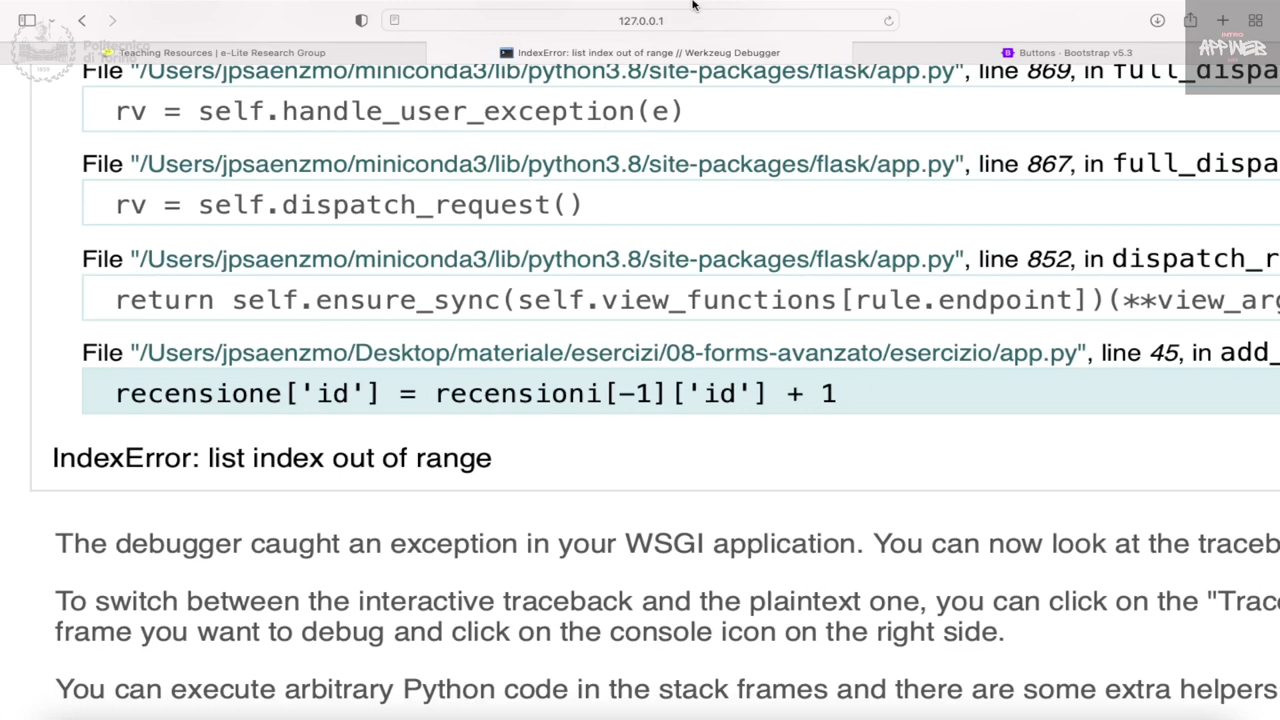 127.0.0.1
Politecnico
di Torino
Teaching Resources | e-Lite Research Group
IndexError: list index out of range // Werkzeug Debugger
Buttons · Bootstrap v5.3
INTRO
APPWEB
File "/Users/jpsaenzmo/miniconda3/lib/python3.8/site-packages/flask/app.py", line 869, in full_dispa
rv = self.handle_user_exception(e)
File "/Users/jpsaenzmo/miniconda3/lib/python3.8/site-packages/flask/app.py", line 867, in full_dispa
rv = self.dispatch_request()
File "/Users/jpsaenzmo/miniconda3/lib/python3.8/site-packages/flask/app.py", line 852, in dispatch_r
return self.ensure_sync(self.view_functions[rule.endpoint])(**view_arg
File "/Users/jpsaenzmo/Desktop/materiale/esercizi/08-forms-avanzato/esercizio/app.py", line 45, in add_
recensione['id'] = recensioni[-1]['id'] + 1
IndexError: list index out of range
The debugger caught an exception in your WSGI application. You can now look at the traceb
To switch between the interactive traceback and the plaintext one, you can click on the "Trac
frame you want to debug and click on the console icon on the right side.
You can execute arbitrary Python code in the stack frames and there are some extra helpers